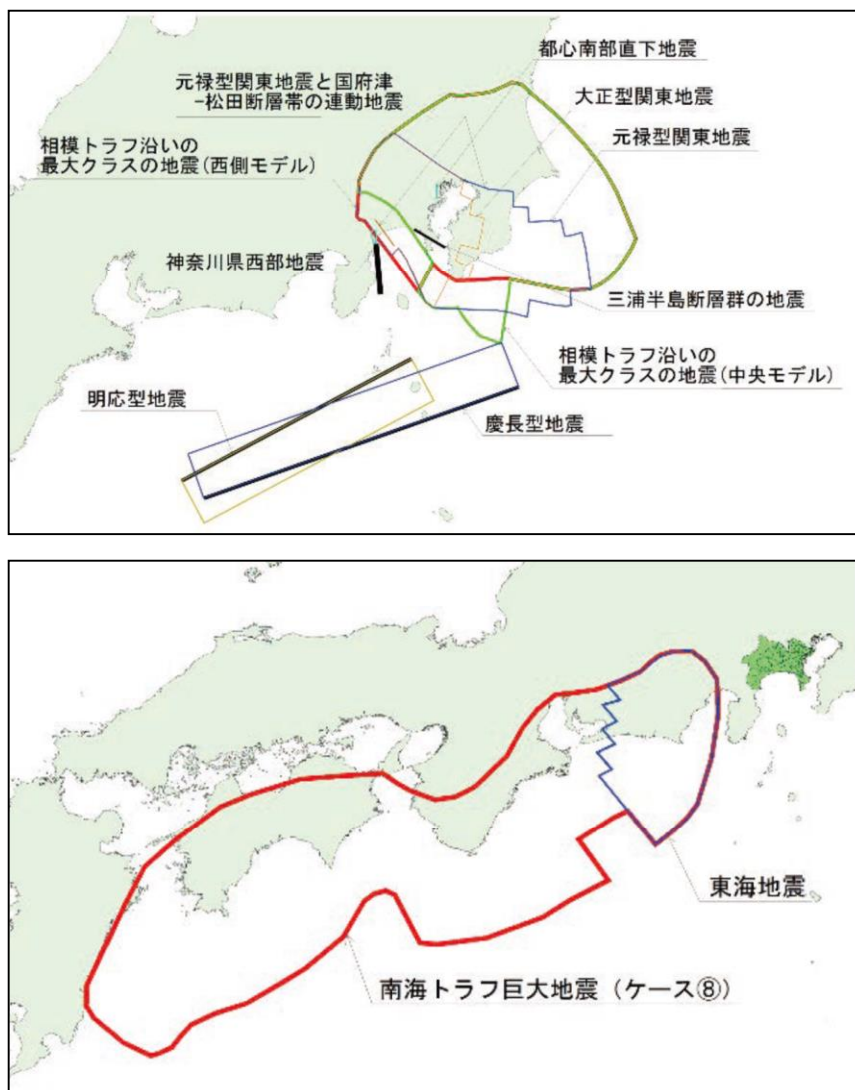 都心南部直下地震
元禄型関東地震と国府津
-松田断層帯の連動地震
大正型関東地震
元禄型関東地震
相模トラフ沿いの
最大クラスの地震(西側モデル)
神奈川県西部地震
三浦半島断層群の地震
相模トラフ沿いの
最大クラスの地震(中央モデル)
明応型地震
慶長型地震
東海地震
南海トラフ巨大地震(ケース⑧)